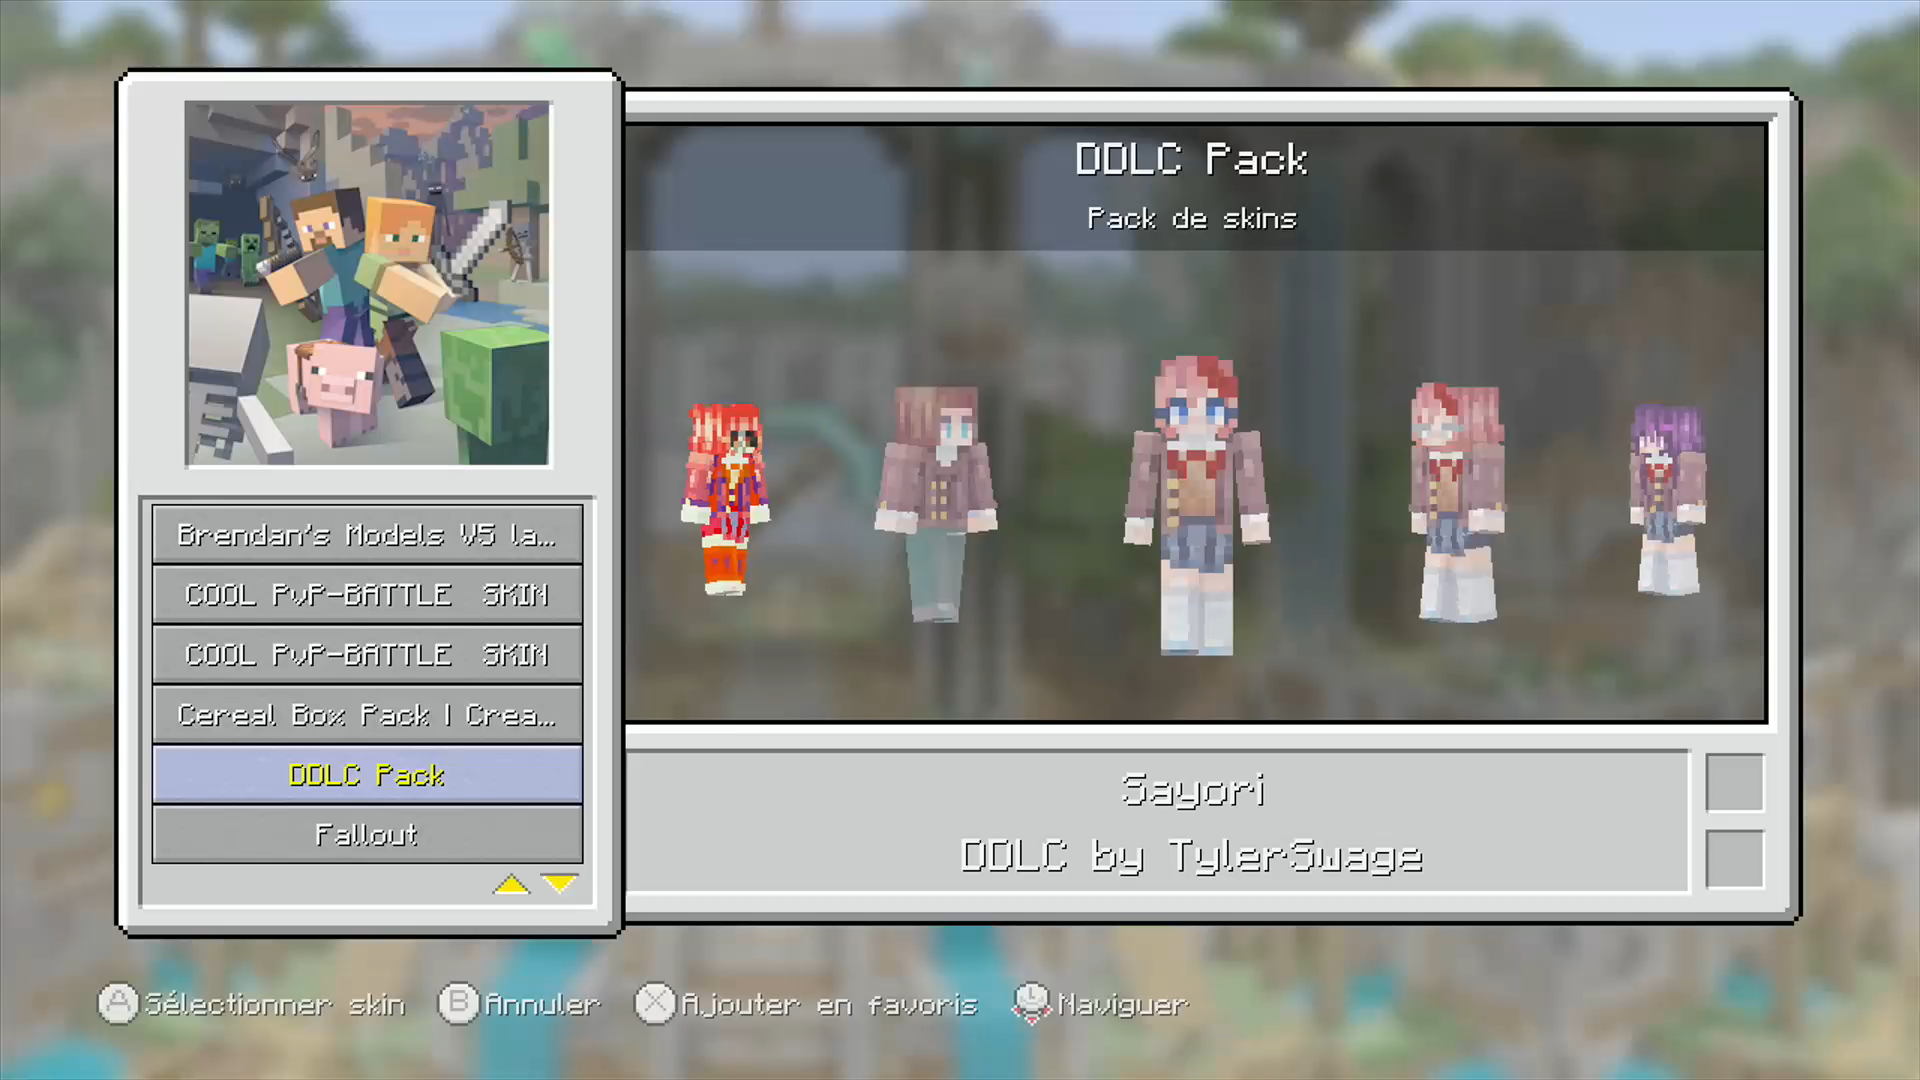 Brendan's Models V5 la...
COOL PvP-BATTLE SKIN
COOL PvP-BATTLE SKIN
Cereal Box Pack | Crea...
DDLC Pack
Fallout
DDLC Pack
Pack de skins
Sayori
DDLC by TylerSwage
A Sélectionner skin B Annuler X Ajouter en favoris L Naviguer